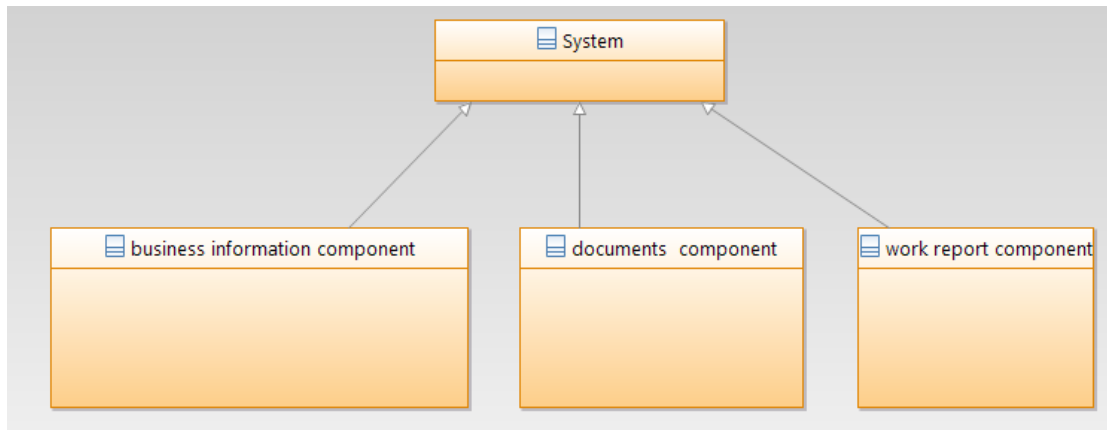 System
business information component
documents component
work report component